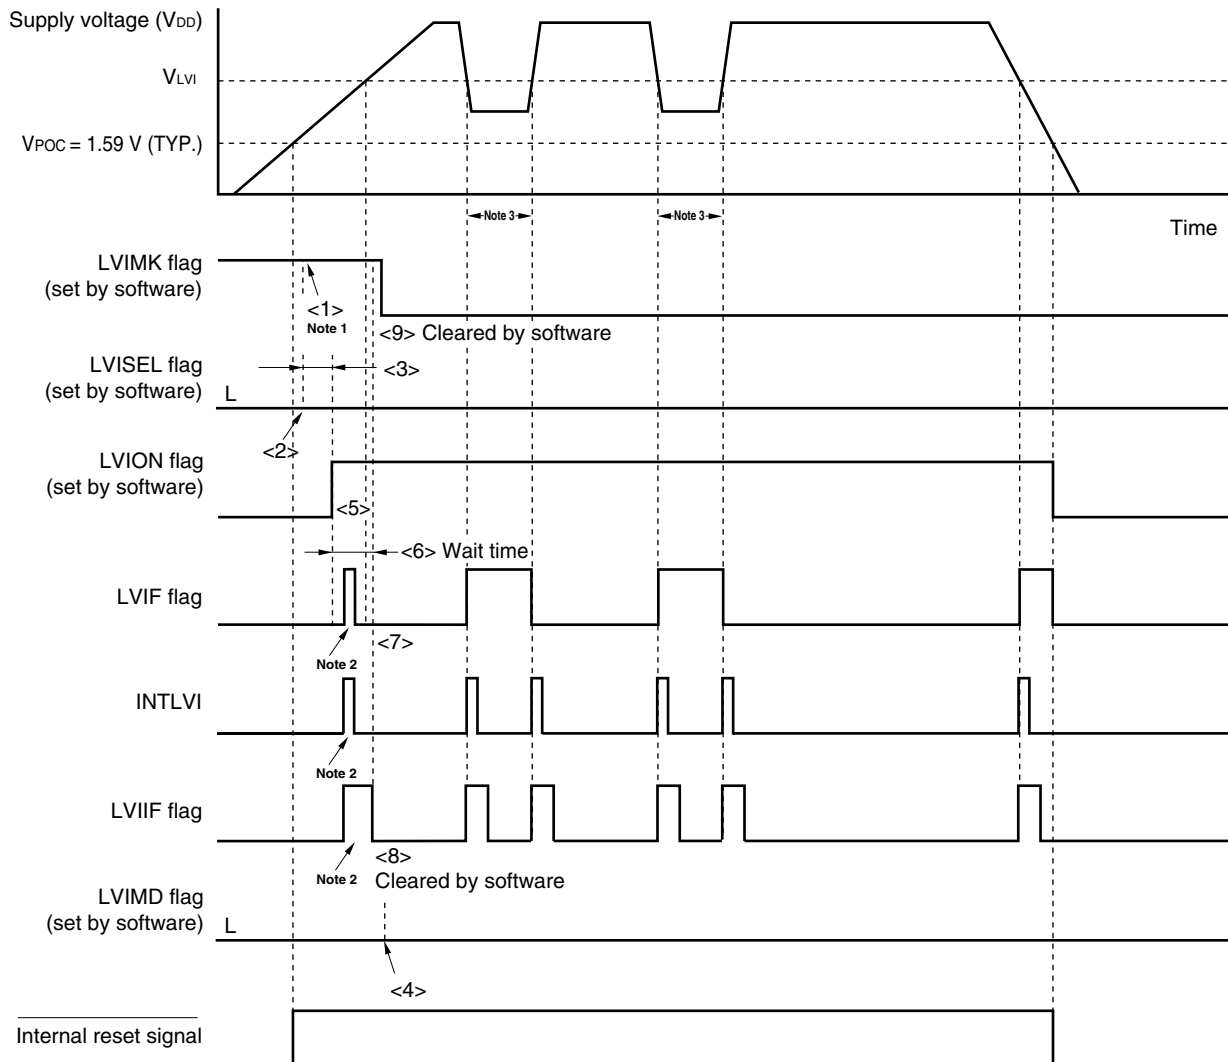 Supply voltage (VDD)
VLVI
VPOC = 1.59 V (TYP.)
Note 3
Note 3
Time
LVIMK flag
(set by software)
<1>
Note 1
<9> Cleared by software
LVISEL flag
(set by software)
L
<3>
<2>
LVION flag
(set by software)
<5>
<6> Wait time
LVIF flag
<7>
Note 2
INTLVI
Note 2
LVIIF flag
<8>
Note 2
Cleared by software
LVIMD flag
(set by software)
L
<4>
Internal reset signal